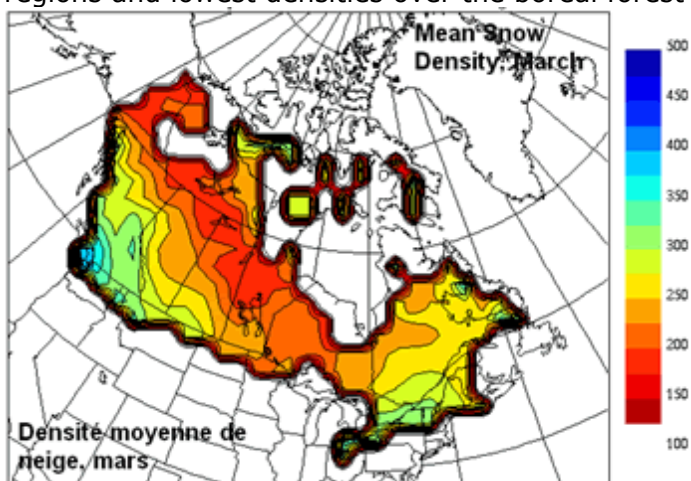 regions and lowest densities over the boreal forest
Mean Snow
Density: March
500
450
400
350
300
250
200
150
100
Densité moyenne de
neige, mars